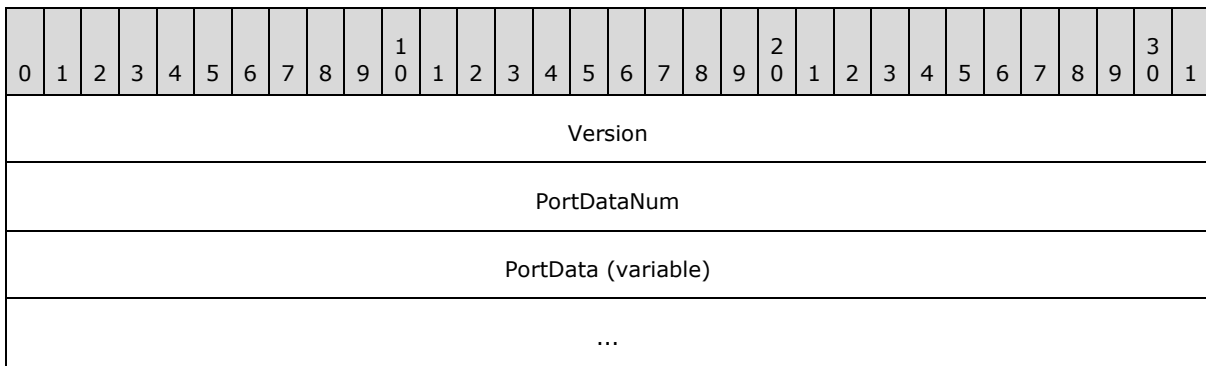 1 2 3
0 1 2 3 4 5 6 7 8 9 0 1 2 3 4 5 6 7 8 9 0 1 2 3 4 5 6 7 8 9 0 1
Version
PortDataNum
PortData (variable)
...